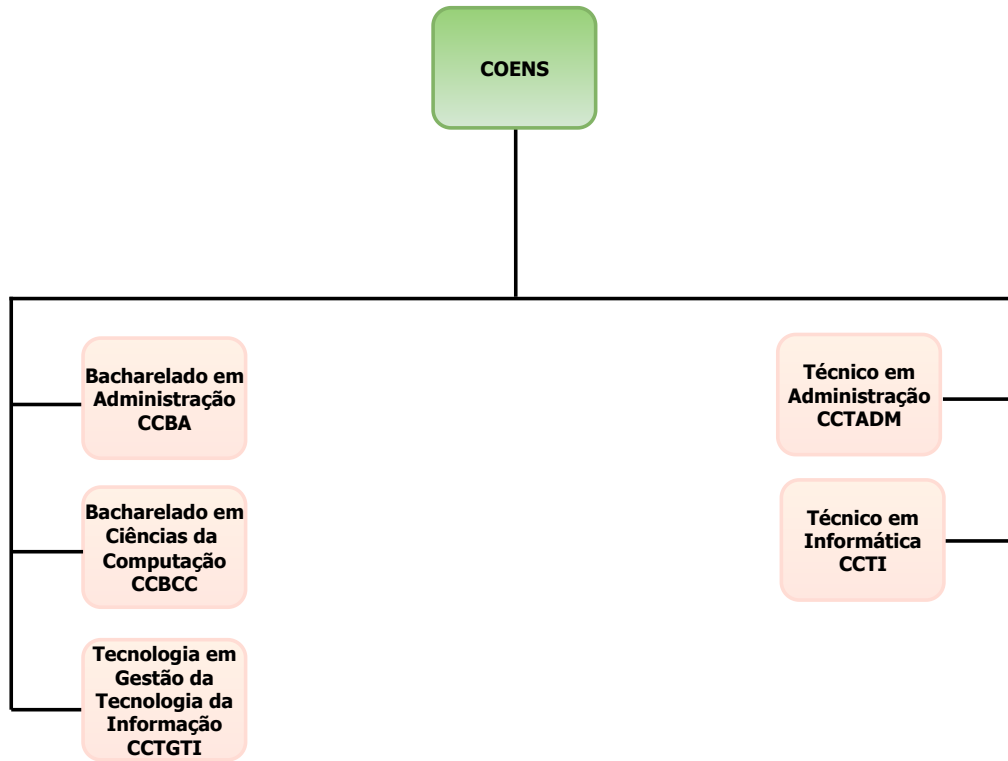 COENS
Bacharelado em
Administração
CCBA
Bacharelado em
Ciências da
Computação
CCBCC
Tecnologia em
Gestão da
Tecnologia da
Informação
CCTGTI
Técnico em
Administração
CCTADM
Técnico em
Informática
CCTI